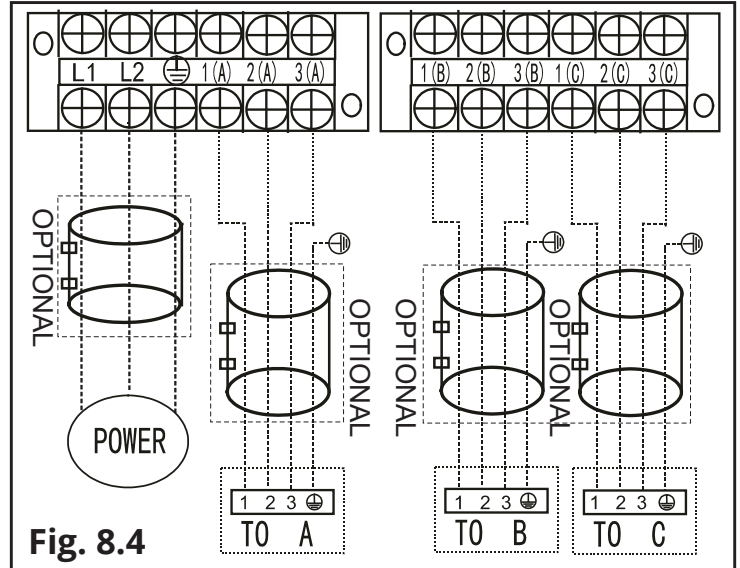 L1 L2 1(A) 2(A) 3(A)
1(B) 2(B) 3(B) 1(C) 2(C) 3(C)
OPTIONAL
OPTIONAL
OPTIONAL
OPTIONAL
POWER
1 2 3
TO A
1 2 3
TO B
1 2 3
TO C
Fig. 8.4